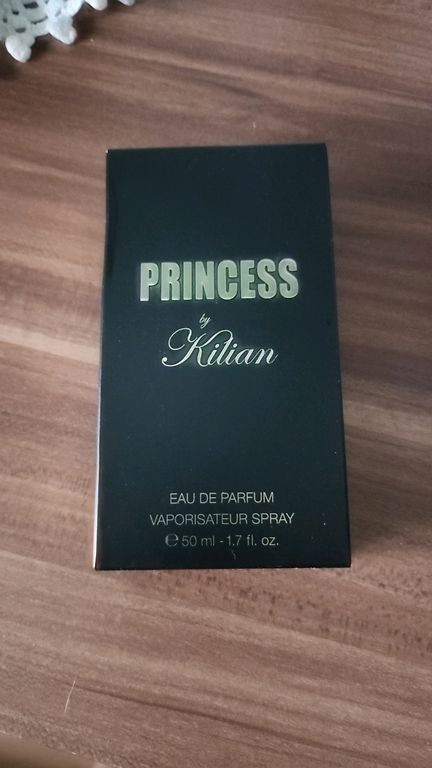 PRINCESS
by
Kilian
EAU DE PARFUM
VAPORISATEUR SPRAY
℮ 50 ml - 1.7 fl. oz.